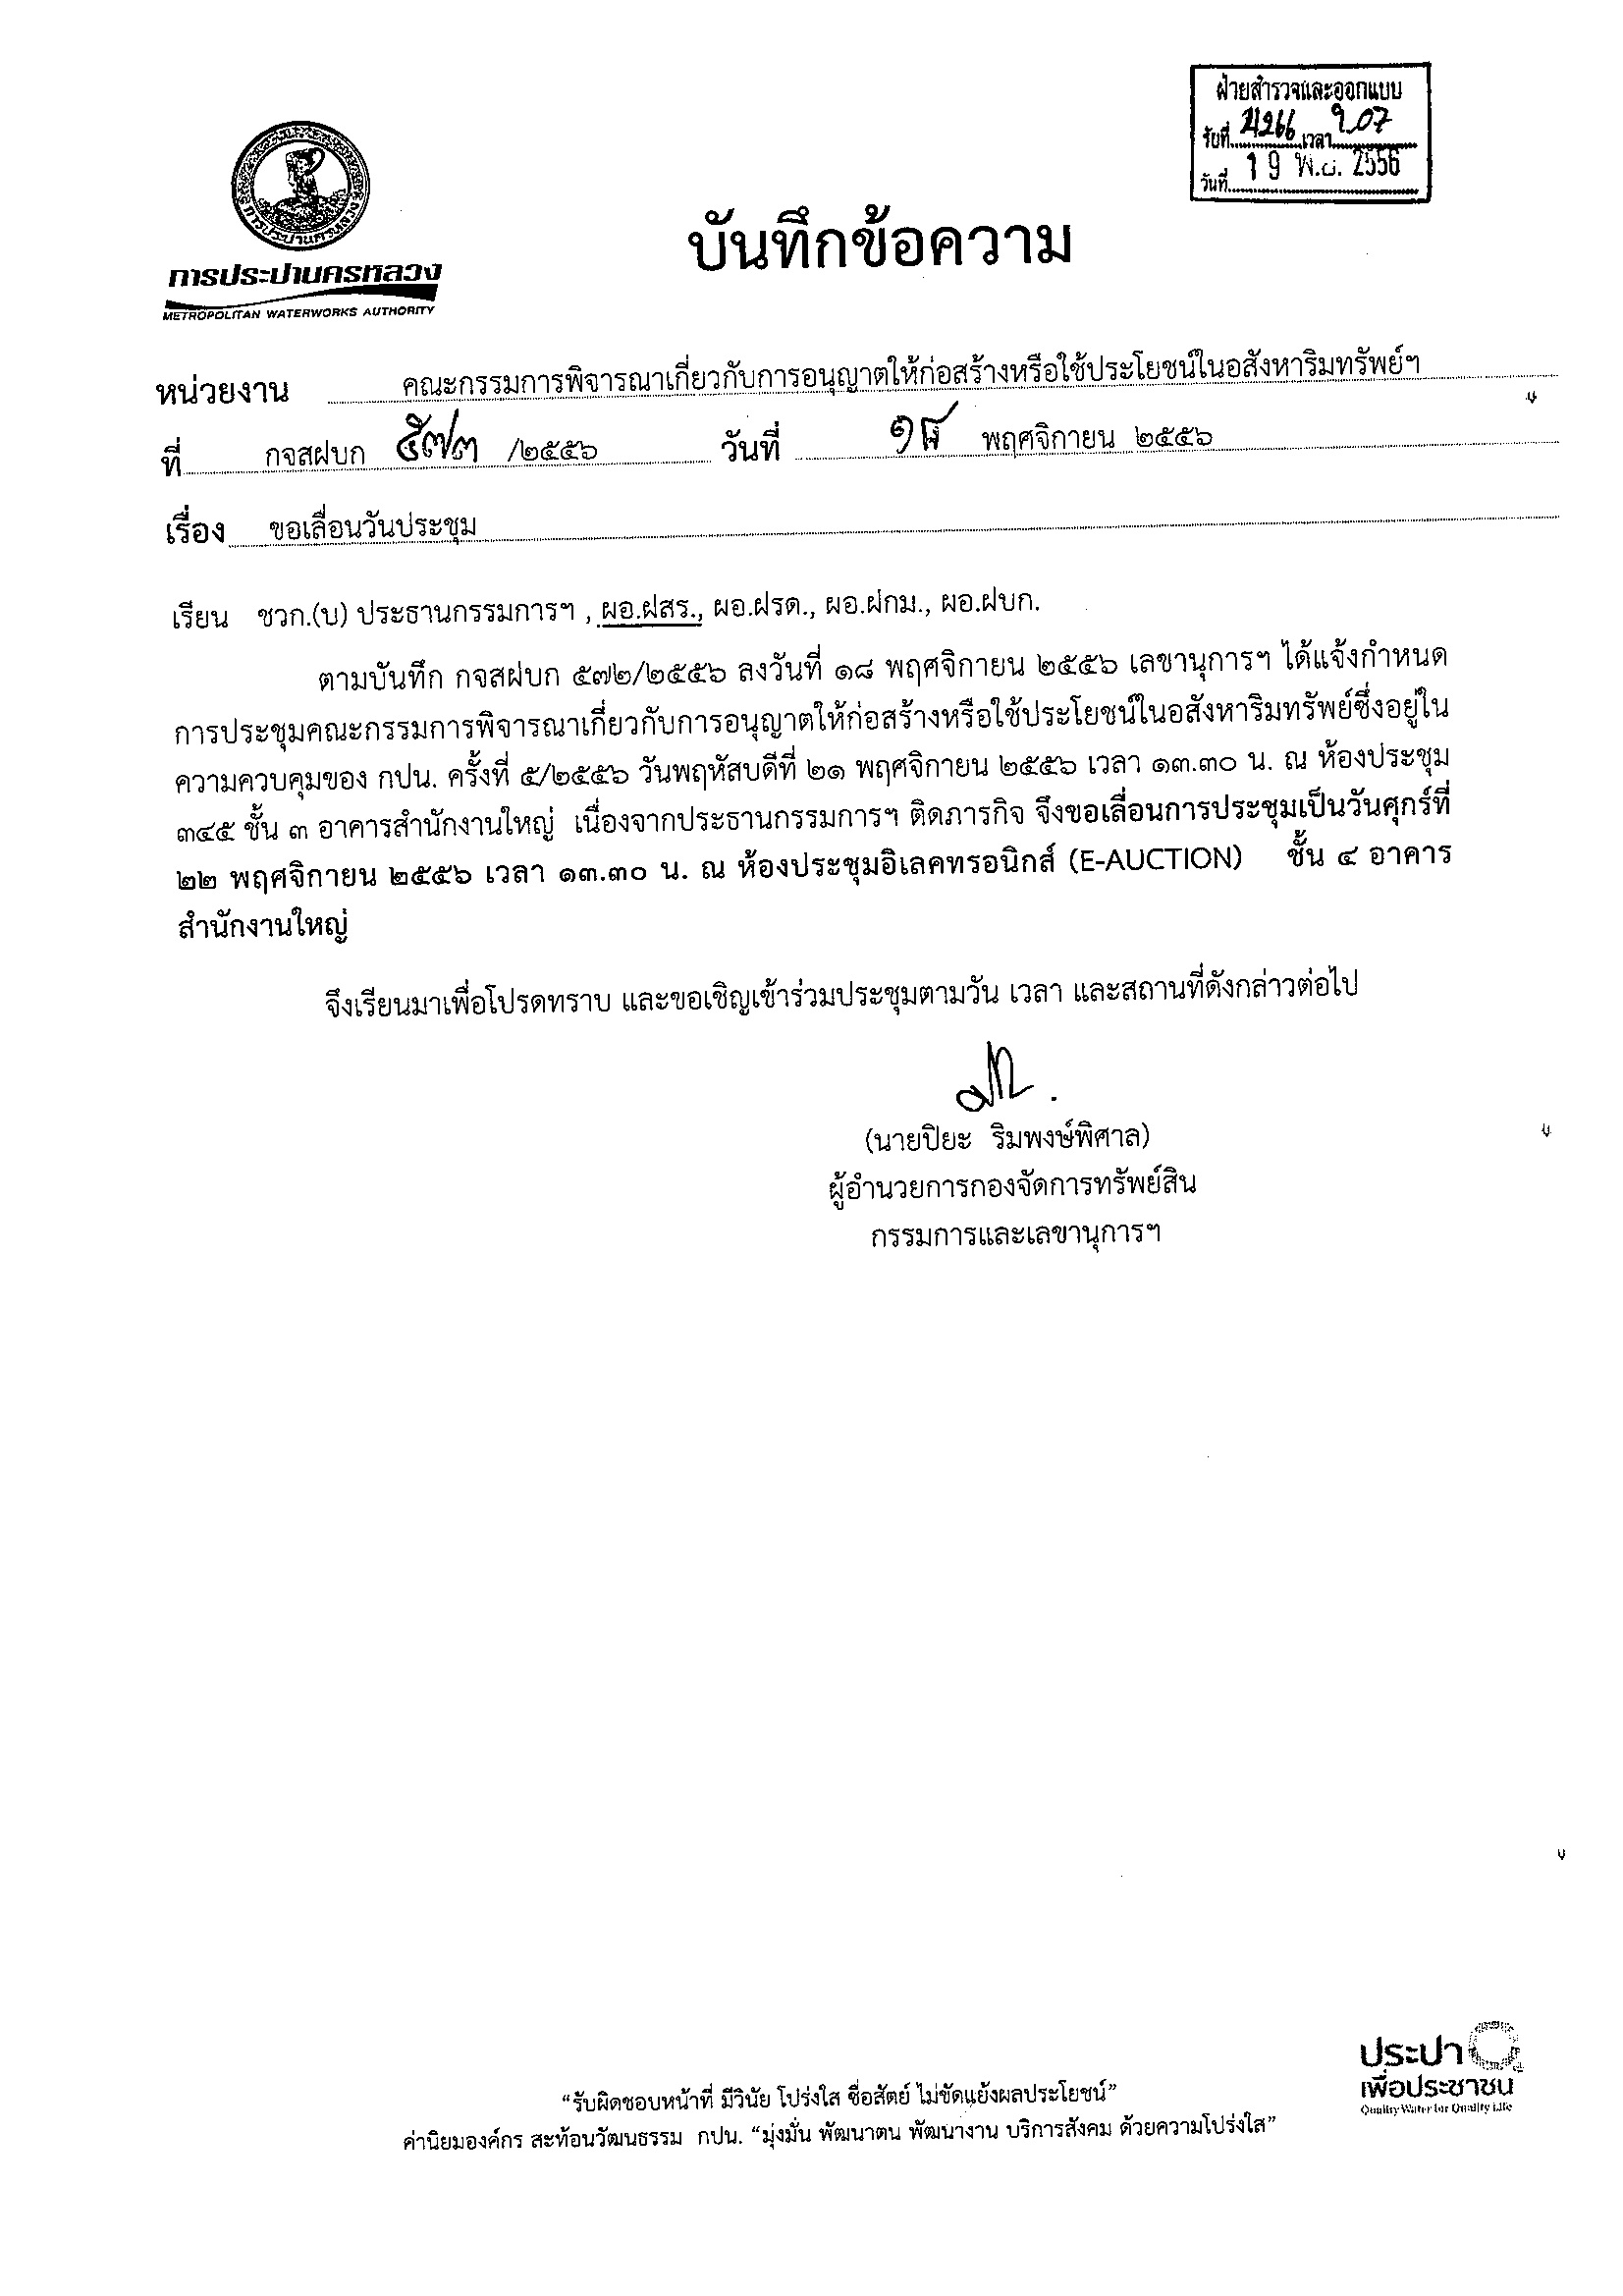 ฝ่ายสำรวจและออกแบบ
รับที่ 4266 เวลา 9.07
วันที่ 19 พ.ย. 2556
การประปานครหลวง
การประปานครหลวง
METROPOLITAN WATERWORKS AUTHORITY
บันทึกข้อความ
หน่วยงาน คณะกรรมการพิจารณาเกี่ยวกับการอนุญาตให้ก่อสร้างหรือใช้ประโยชน์ในอสังหาริมทรัพย์ฯ
ที่ กจสฝบก ๕๗๓ /๒๕๕๖ วันที่ ๑๘ พฤศจิกายน ๒๕๕๖
เรื่อง ขอเลื่อนวันประชุม
เรียน ชวก.(บ) ประธานกรรมการฯ , ผอ.ฝสร., ผอ.ฝรด., ผอ.ฝกม., ผอ.ฝบก.
ตามบันทึก กจสฝบก ๕๗๒/๒๕๕๖ ลงวันที่ ๑๘ พฤศจิกายน ๒๕๕๖ เลขานุการฯ ได้แจ้งกำหนด
การประชุมคณะกรรมการพิจารณาเกี่ยวกับการอนุญาตให้ก่อสร้างหรือใช้ประโยชน์ในอสังหาริมทรัพย์ซึ่งอยู่ใน
ความควบคุมของ กปน. ครั้งที่ ๕/๒๕๕๖ วันพฤหัสบดีที่ ๒๑ พฤศจิกายน ๒๕๕๖ เวลา ๑๓.๓๐ น. ณ ห้องประชุม
๓๔๕ ชั้น ๓ อาคารสำนักงานใหญ่ เนื่องจากประธานกรรมการฯ ติดภารกิจ จึงขอเลื่อนการประชุมเป็นวันศุกร์ที่
๒๒ พฤศจิกายน ๒๕๕๖ เวลา ๑๓.๓๐ น. ณ ห้องประชุมอิเลคทรอนิกส์ (E-AUCTION) ชั้น ๔ อาคาร
สำนักงานใหญ่
จึงเรียนมาเพื่อโปรดทราบ และขอเชิญเข้าร่วมประชุมตามวัน เวลา และสถานที่ดังกล่าวต่อไป
(นายปิยะ ริมพงษ์พิศาล)
ผู้อำนวยการกองจัดการทรัพย์สิน
กรรมการและเลขานุการฯ
ประปา
เพื่อประชาชน
Quality Water for Quality Life
“รับผิดชอบหน้าที่ มีวินัย โปร่งใส ซื่อสัตย์ ไม่ขัดแย้งผลประโยชน์”
ค่านิยมองค์กร สะท้อนวัฒนธรรม กปน. “มุ่งมั่น พัฒนาตน พัฒนางาน บริการสังคม ด้วยความโปร่งใส”